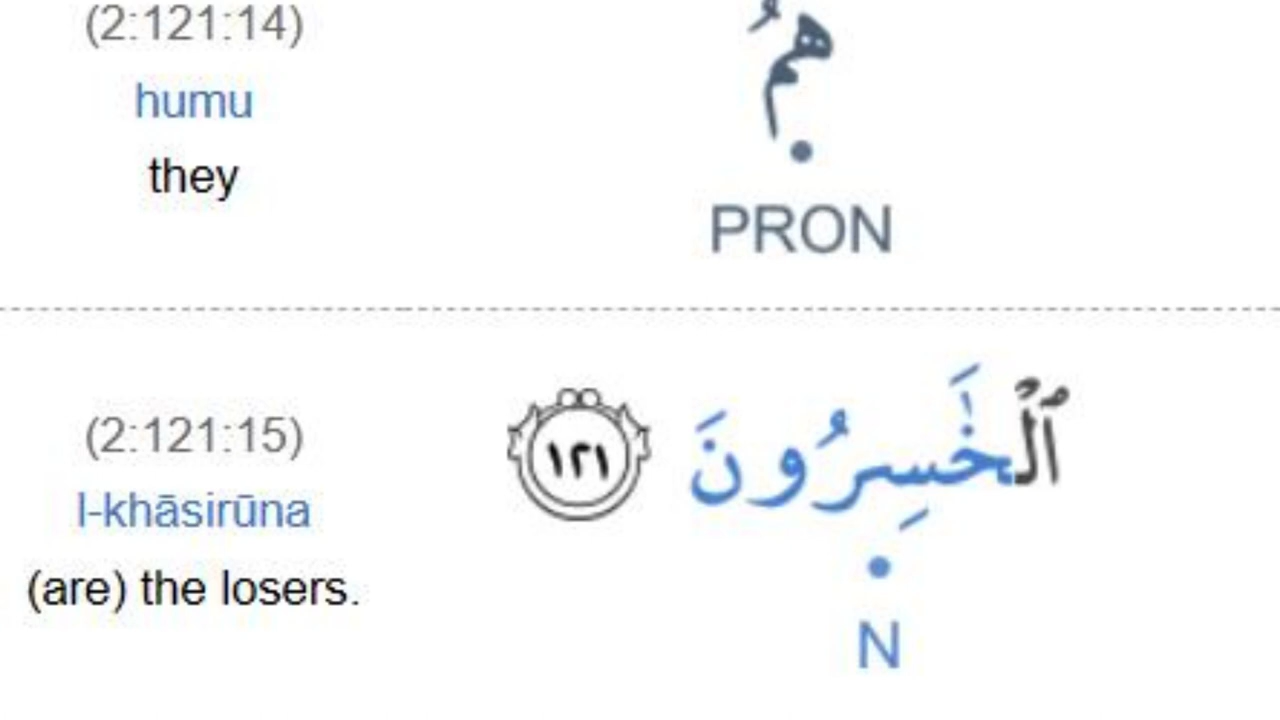 (2:121:14)
humu
they
هُمُ
PRON
(2:121:15)
l-khāsirūna
(are) the losers.
ٱلْخَٰسِرُونَ ١٢١
N